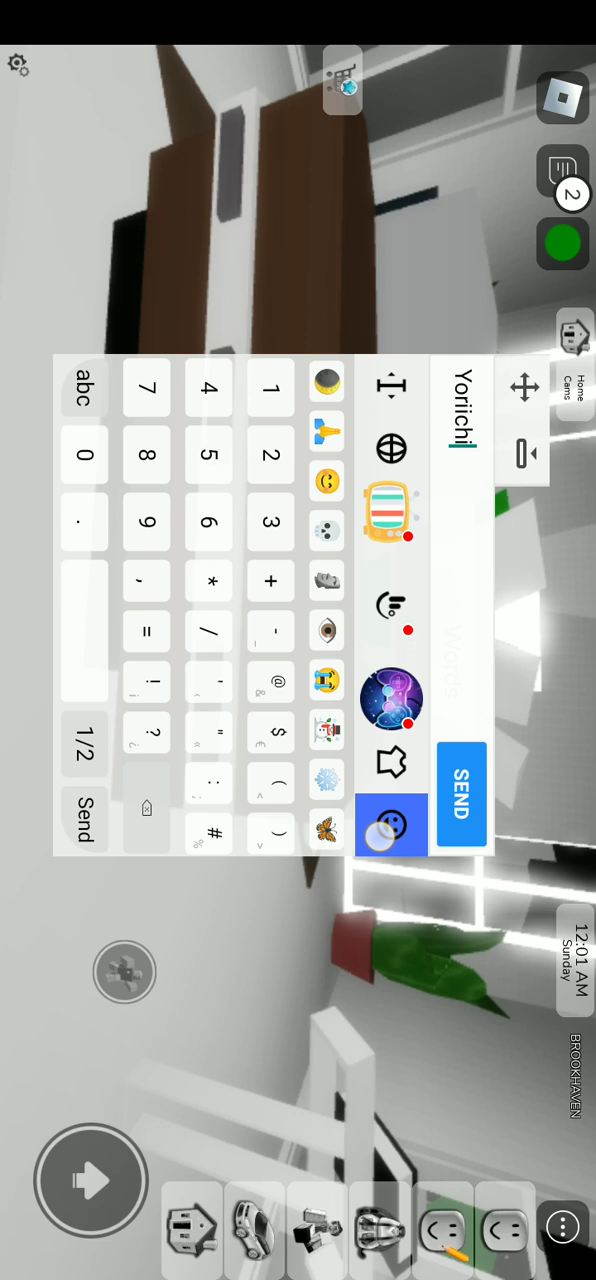 2
Home
Cams
12:01 AM
Sunday
BROOKHAVEN
Yoriichi
Words
SEND
1 2 3 + - _ @ & $ € ( < ) >
4 5 6 * / ' ‹ " « : ; # %
7 8 9 , = ! ¡ ? ¿
abc 0 . 1/2 Send